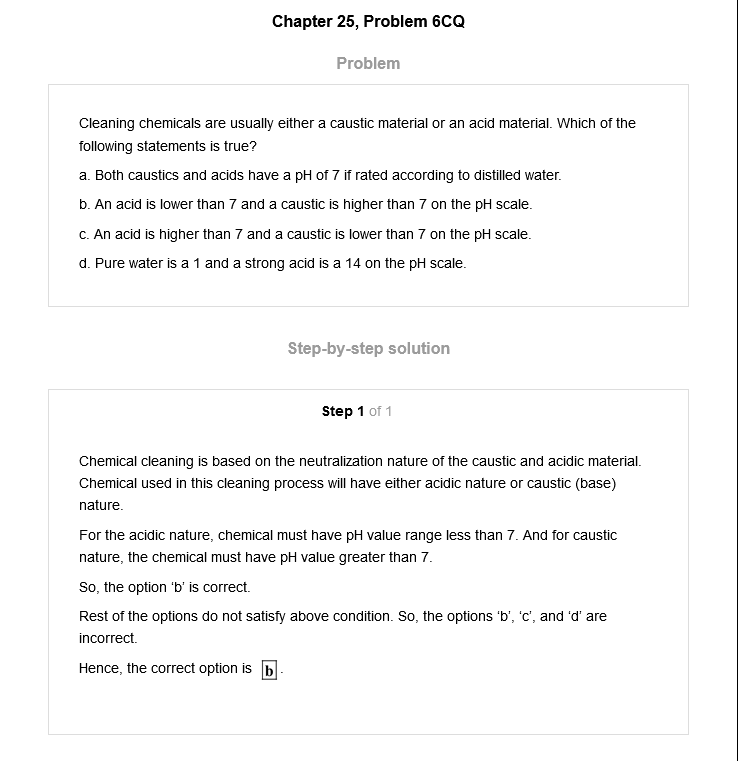 Chapter 25, Problem 6CQ
Problem
Cleaning chemicals are usually either a caustic material or an acid material. Which of the
following statements is true?
a. Both caustics and acids have a pH of 7 if rated according to distilled water.
b. An acid is lower than 7 and a caustic is higher than 7 on the pH scale.
c. An acid is higher than 7 and a caustic is lower than 7 on the pH scale.
d. Pure water is a 1 and a strong acid is a 14 on the pH scale.
Step-by-step solution
Step 1 of 1
Chemical cleaning is based on the neutralization nature of the caustic and acidic material.
Chemical used in this cleaning process will have either acidic nature or caustic (base)
nature.
For the acidic nature, chemical must have pH value range less than 7. And for caustic
nature, the chemical must have pH value greater than 7.
So, the option ‘b’ is correct.
Rest of the options do not satisfy above condition. So, the options ‘b’, ‘c’, and ‘d’ are
incorrect.
Hence, the correct option is b.